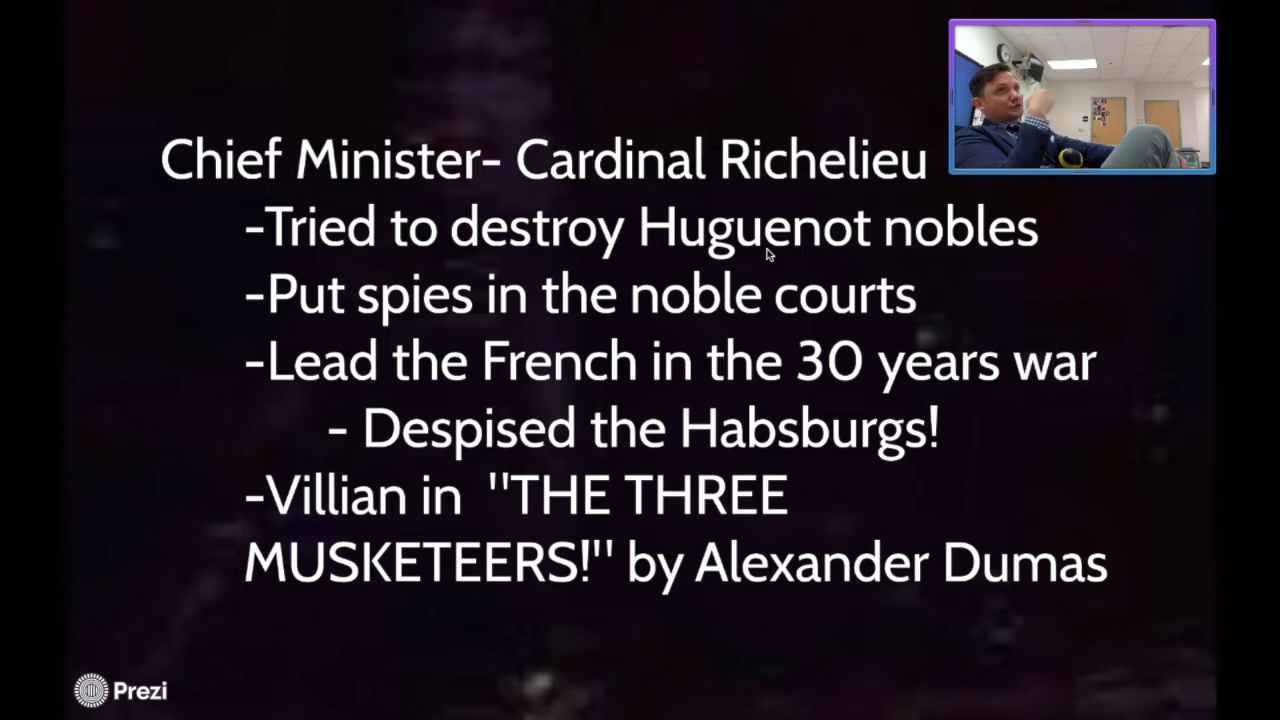 Chief Minister- Cardinal Richelieu
-Tried to destroy Huguenot nobles
-Put spies in the noble courts
-Lead the French in the 30 years war
- Despised the Habsburgs!
-Villian in "THE THREE
MUSKETEERS!" by Alexander Dumas
Prezi